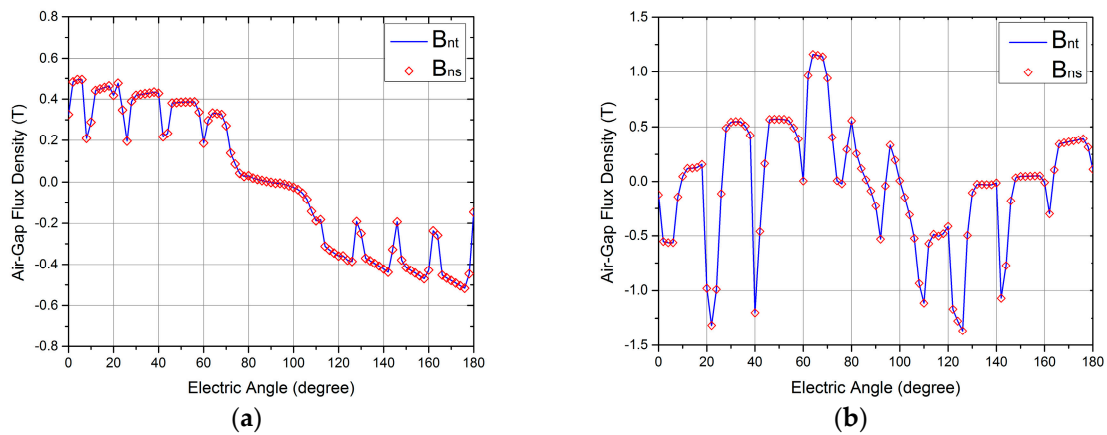 0.8
0.6
0.4
0.2
0.0
-0.2
-0.4
-0.6
-0.8
Air-Gap Flux Density (T)
0 20 40 60 80 100 120 140 160 180
Electric Angle (degree)
Bnt
Bns
(a)
1.5
1.0
0.5
0.0
-0.5
-1.0
-1.5
Air-Gap Flux Density (T)
0 20 40 60 80 100 120 140 160 180
Electric Angle (degree)
Bnt
Bns
(b)